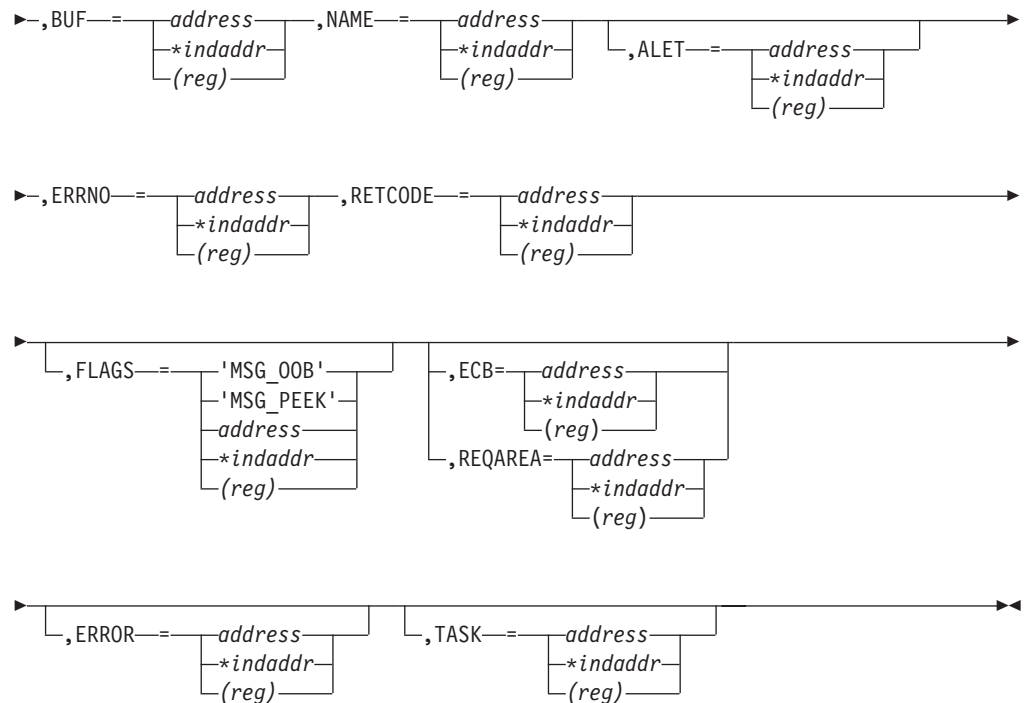 ,BUF = address ,NAME = address
*indaddr *indaddr ,ALET = address
(reg) (reg) *indaddr
(reg)
,ERRNO = address ,RETCODE = address
*indaddr *indaddr
(reg) (reg)
,FLAGS = 'MSG_OOB' ,ECB= address
'MSG_PEEK' *indaddr
address (reg)
*indaddr ,REQAREA= address
(reg) *indaddr
(reg)
,ERROR = address ,TASK = address
*indaddr *indaddr
(reg) (reg)